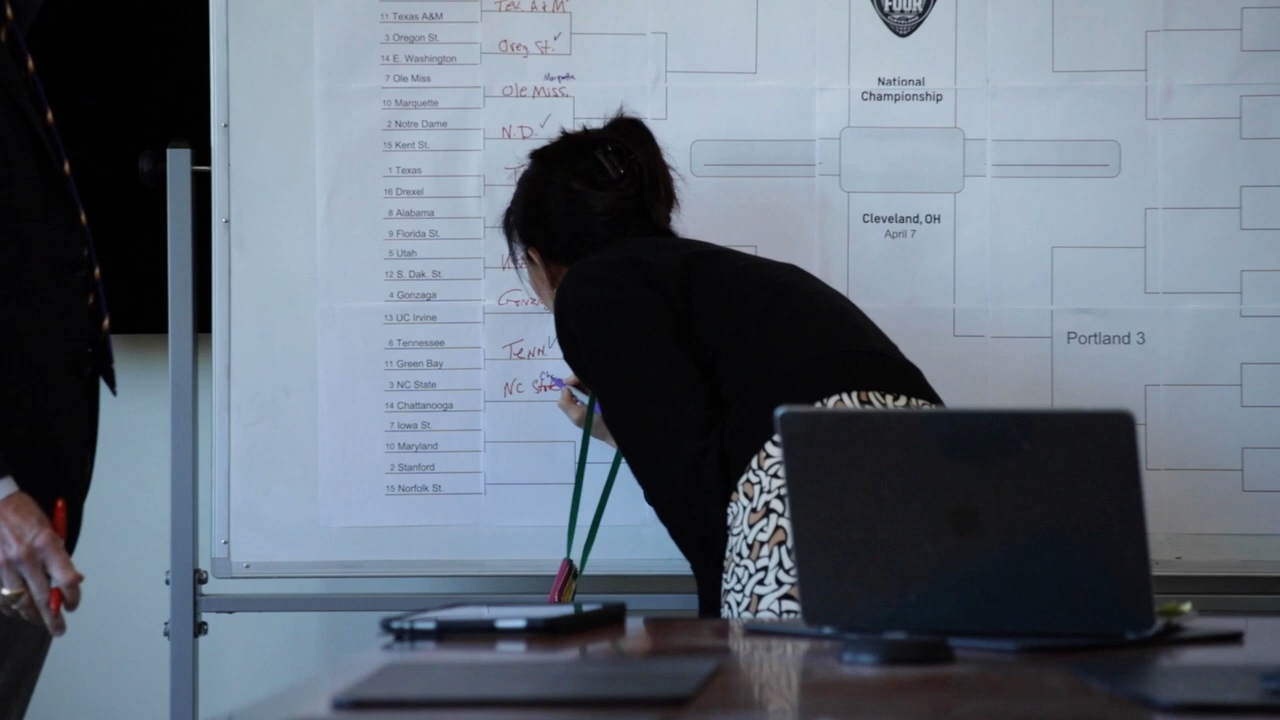 Tex A+M
11 Texas A&M
3 Oregon St.
Oreg St. ✓
14 E. Washington
7 Ole Miss
Marquette
Ole Miss.
10 Marquette
2 Notre Dame
N.D. ✓
15 Kent St.
1 Texas
16 Drexel
8 Alabama
9 Florida St.
5 Utah
12 S. Dak. St.
4 Gonzaga
13 UC Irvine
6 Tennessee
Tenn. ✓
11 Green Bay
3 NC State
NC State
14 Chattanooga
7 Iowa St.
10 Maryland
2 Stanford
15 Norfolk St.
FOUR
National
Championship
Cleveland, OH
April 7
Portland 3